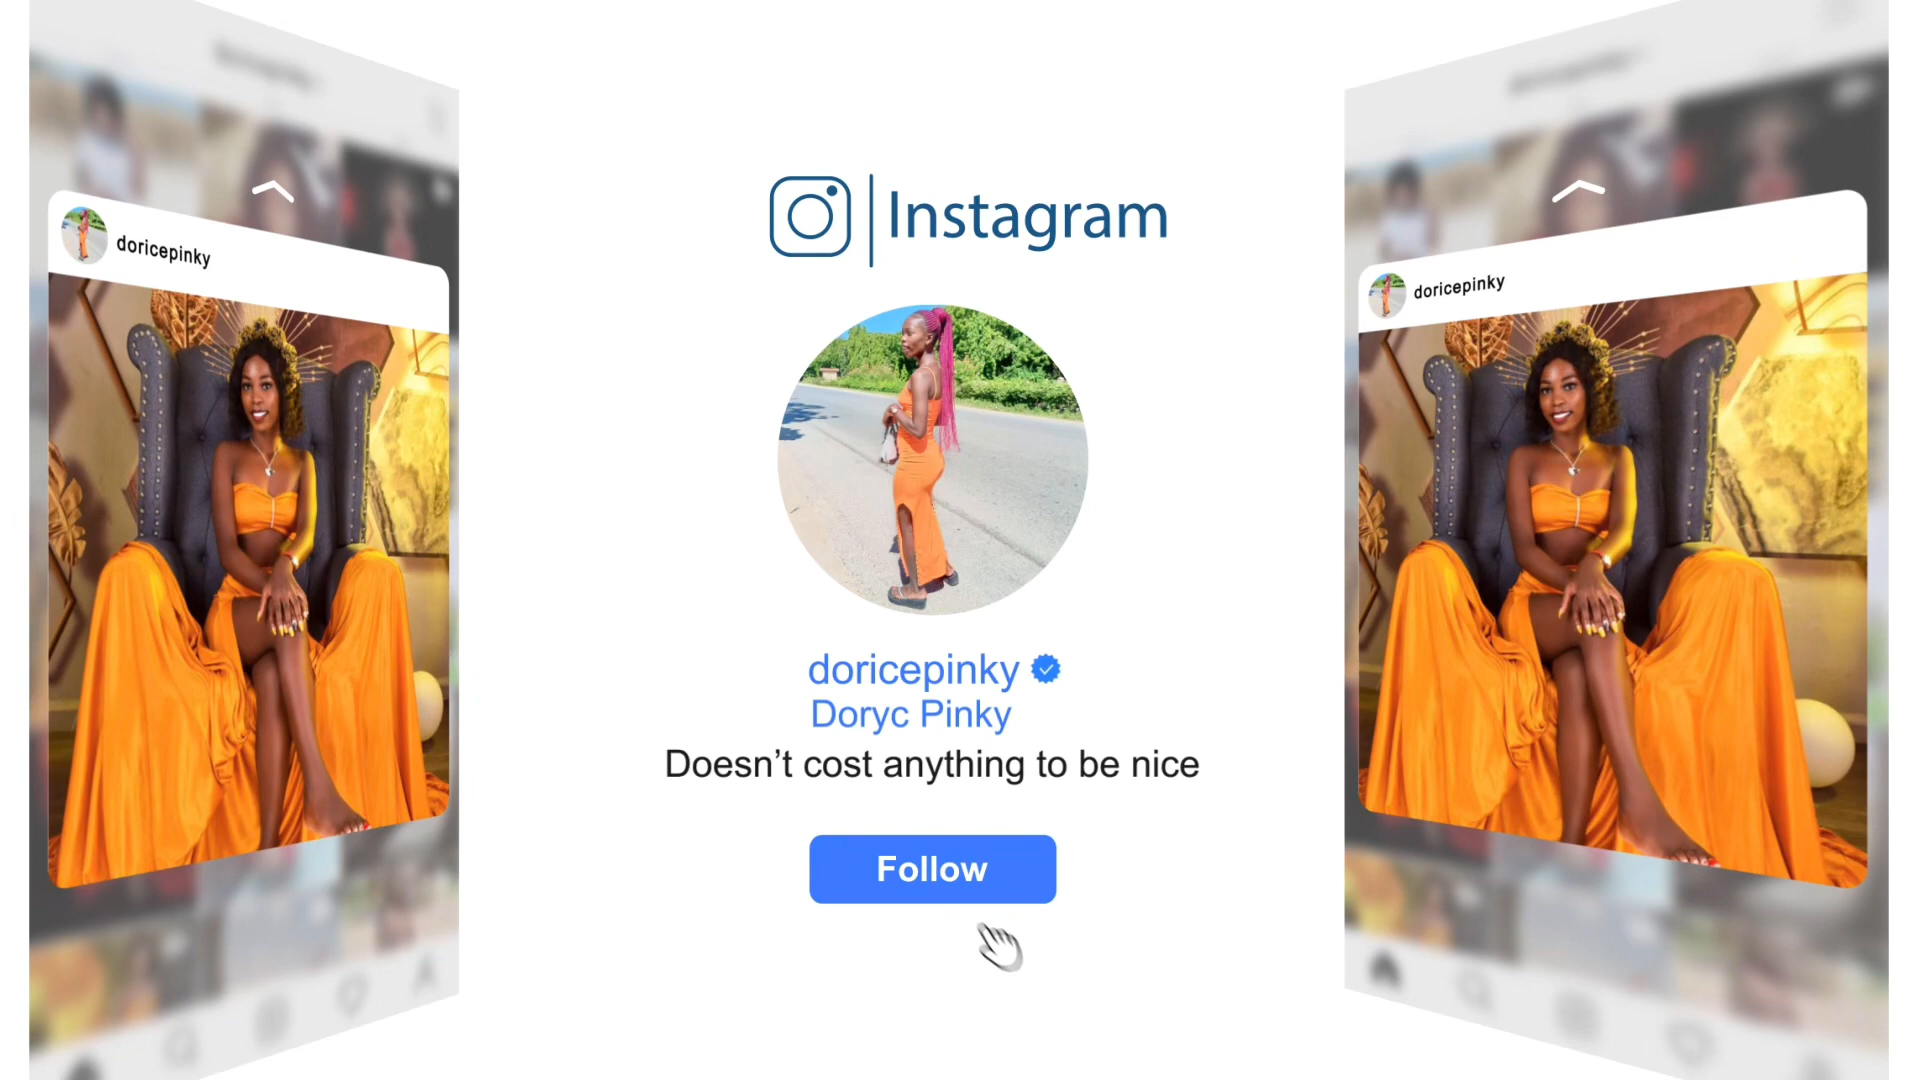 Instagram
doricepinky
doricepinky
doricepinky
Doryc Pinky
Doesn’t cost anything to be nice
Follow